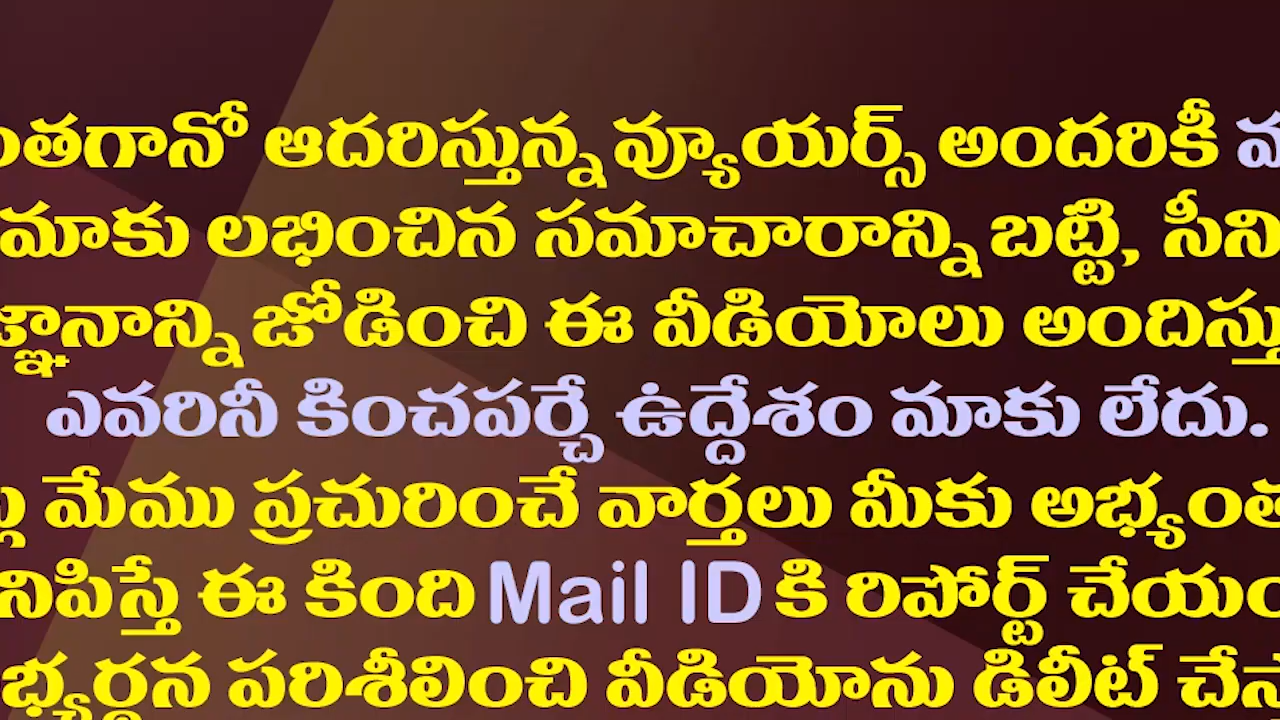 ఆదరిస్తున్న వ్యూయర్స్ అందరికీ
మాకు లభించిన సమాచారాన్ని బట్టి,
జోడించి ఈ వీడియోలు
ఎవరినీ కించపర్చే ఉద్దేశం మాకు లేదు.
మేము ప్రచురించే వార్తలు మీకు
ఈ కింది Mail ID కి రిపోర్ట్
పరిశీలించి వీడియోను డిలీట్